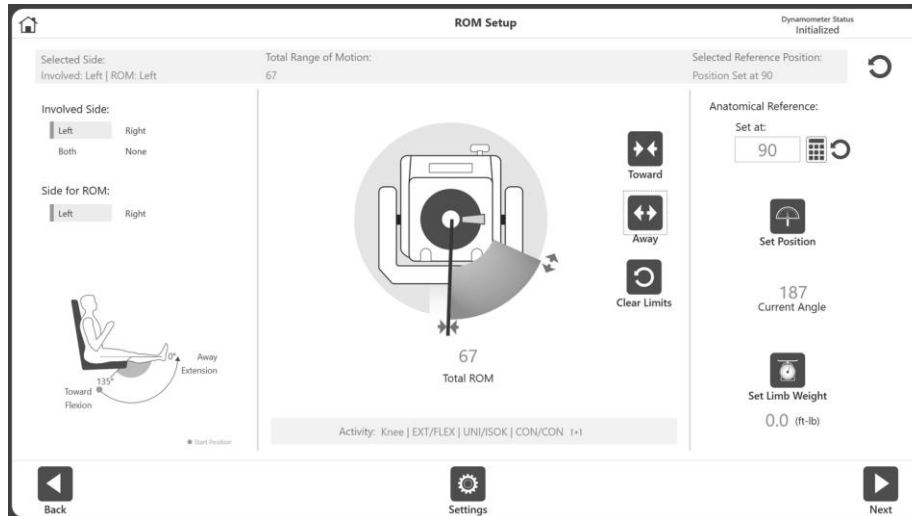 ROM Setup
Dynamometer Status
Initialized
Selected Side:
Involved: Left | ROM: Left
Total Range of Motion:
67
Selected Reference Position:
Position Set at 90
Involved Side:
Left Right
Both None
Side for ROM:
Left Right
0°
Away
Extension
135°
Toward
Flexion
Start Position
Toward
Away
Clear Limits
67
Total ROM
Activity: Knee | EXT/FLEX | UNI/ISOK | CON/CON [+]
Anatomical Reference:
Set at:
90
Set Position
187
Current Angle
Set Limb Weight
0.0 (ft-lb)
Back
Settings
Next